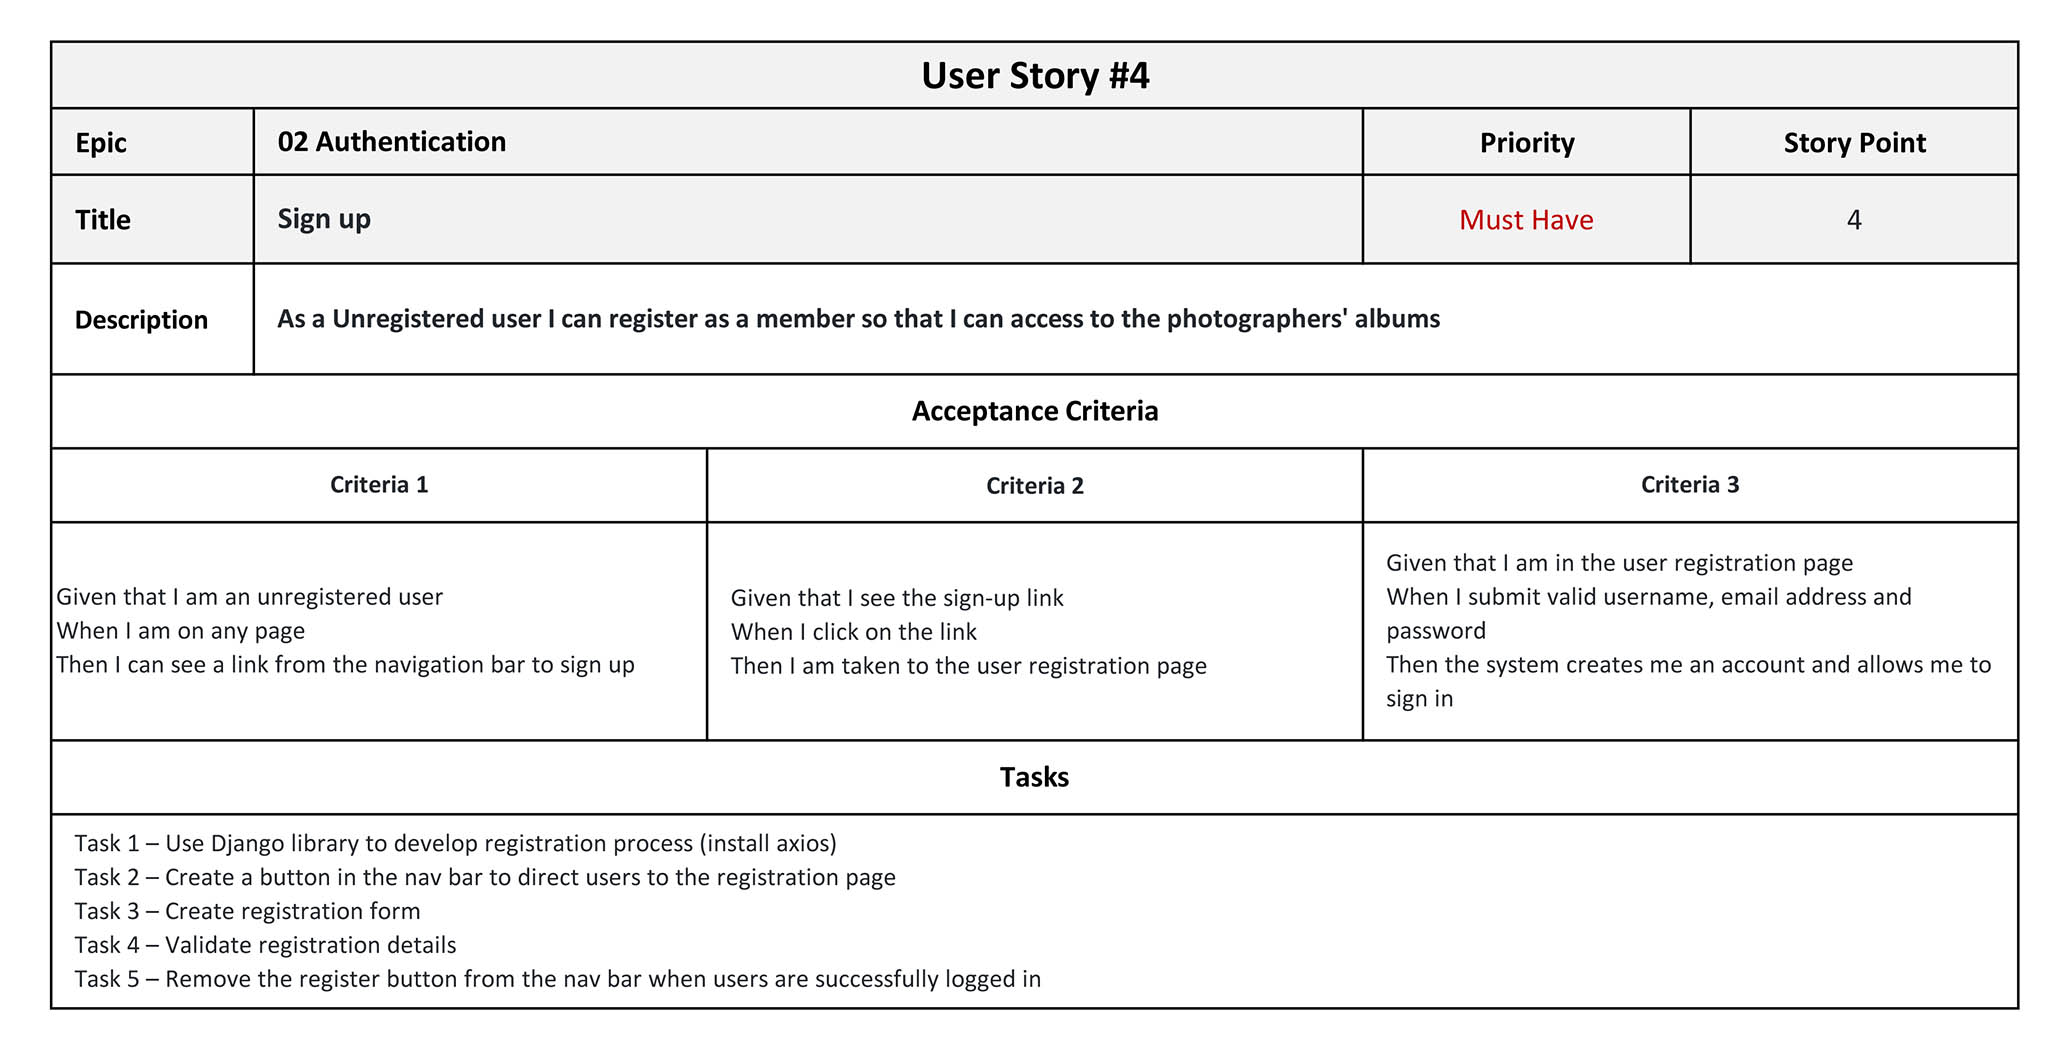 User Story #4
Epic
02 Authentication
Priority
Story Point
Title
Sign up
Must Have
4
Description
As a Unregistered user I can register as a member so that I can access to the photographers' albums
Acceptance Criteria
Criteria 1
Criteria 2
Criteria 3
Given that I am an unregistered user
When I am on any page
Then I can see a link from the navigation bar to sign up
Given that I see the sign-up link
When I click on the link
Then I am taken to the user registration page
Given that I am in the user registration page
When I submit valid username, email address and
password
Then the system creates me an account and allows me to
sign in
Tasks
Task 1 – Use Django library to develop registration process (install axios)
Task 2 – Create a button in the nav bar to direct users to the registration page
Task 3 – Create registration form
Task 4 – Validate registration details
Task 5 – Remove the register button from the nav bar when users are successfully logged in